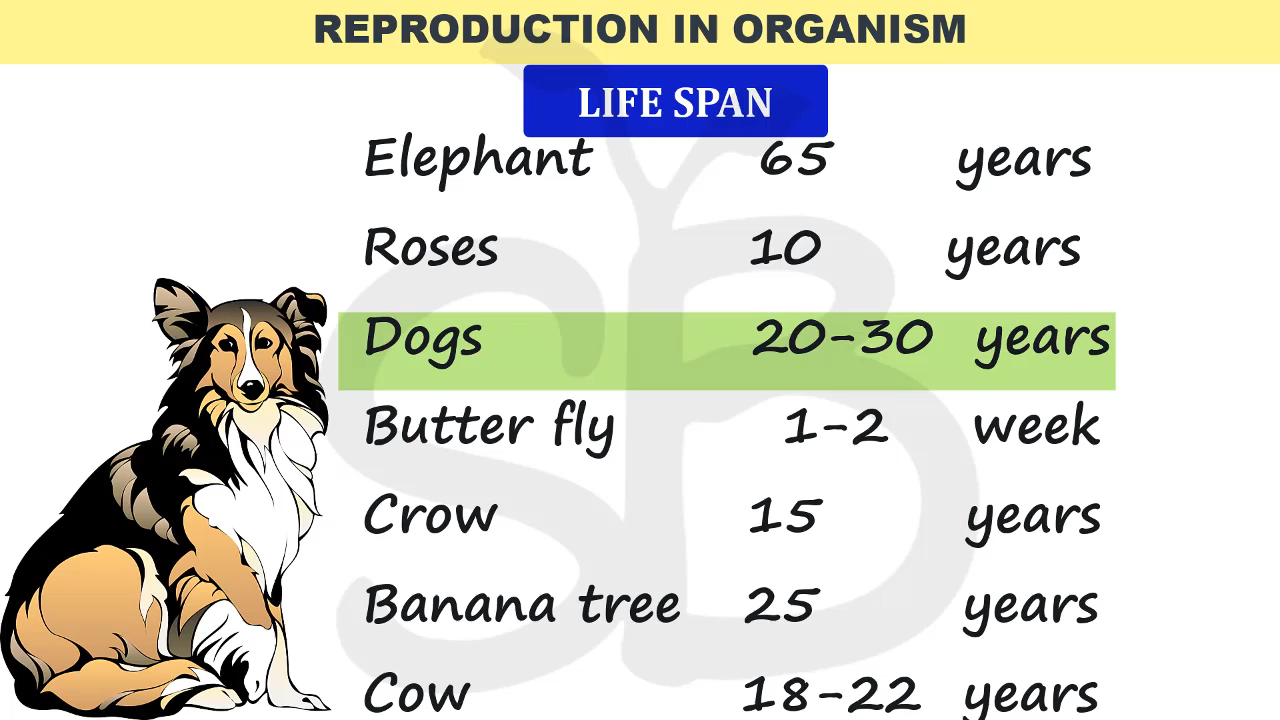 REPRODUCTION IN ORGANISM
LIFE SPAN
Elephant 65 years
Roses 10 years
Dogs 20-30 years
Butter fly 1-2 week
Crow 15 years
Banana tree 25 years
Cow 18-22 years
SB